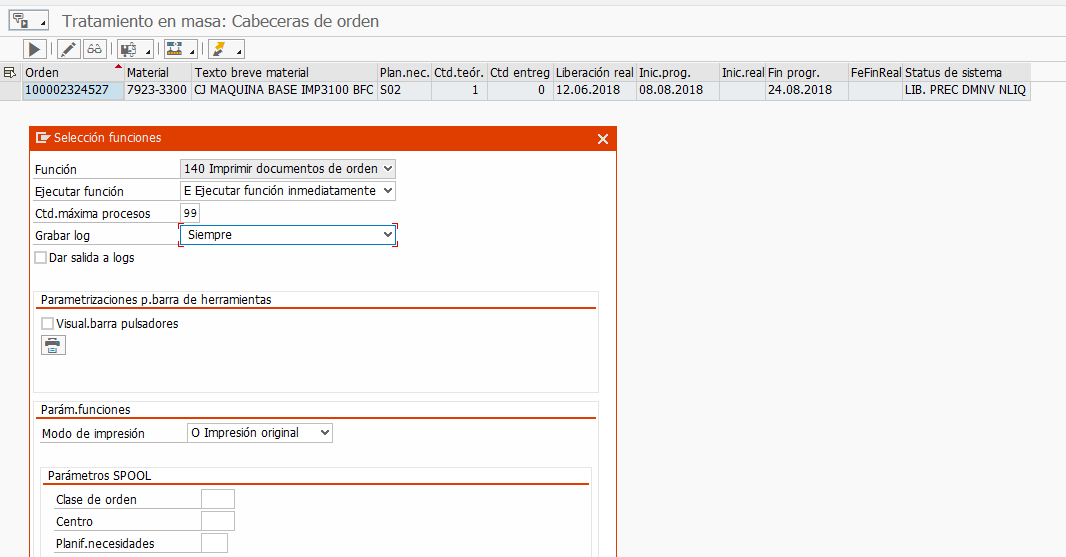 Tratamiento en masa: Cabeceras de orden
Orden Material Texto breve material Plan.nec. Ctd.teór. Ctd entreg Liberación real Inic.prog. Inic.real Fin progr. FeFinReal Status de sistema
100002324527 7923-3300 CJ MAQUINA BASE IMP3100 BFC S02 1 0 12.06.2018 08.08.2018 24.08.2018 LIB. PREC DMNV NLIQ
Selección funciones
Función 140 Imprimir documentos de orden
Ejecutar función E Ejecutar función inmediatamente
Ctd.máxima procesos 99
Grabar log Siempre
Dar salida a logs
Parametrizaciones p.barra de herramientas
Visual.barra pulsadores
Parám.funciones
Modo de impresión O Impresión original
Parámetros SPOOL
Clase de orden
Centro
Planif.necesidades